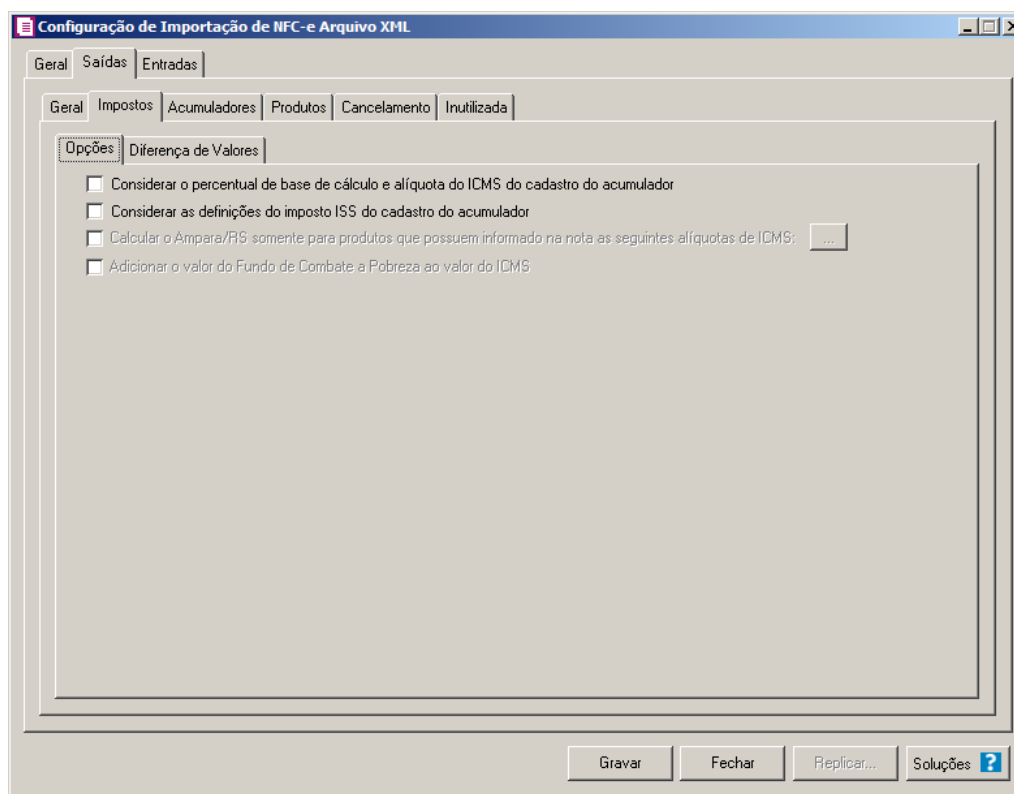 Configuração de Importação de NFC-e Arquivo XML
Geral Saídas Entradas
Geral Impostos Acumuladores Produtos Cancelamento Inutilizada
Opções Diferença de Valores
Considerar o percentual de base de cálculo e alíquota do ICMS do cadastro do acumulador
Considerar as definições do imposto ISS do cadastro do acumulador
Calcular o Ampara/RS somente para produtos que possuem informado na nota as seguintes alíquotas de ICMS: ...
Adicionar o valor do Fundo de Combate a Pobreza ao valor do ICMS
Gravar Fechar Replicar... Soluções ?